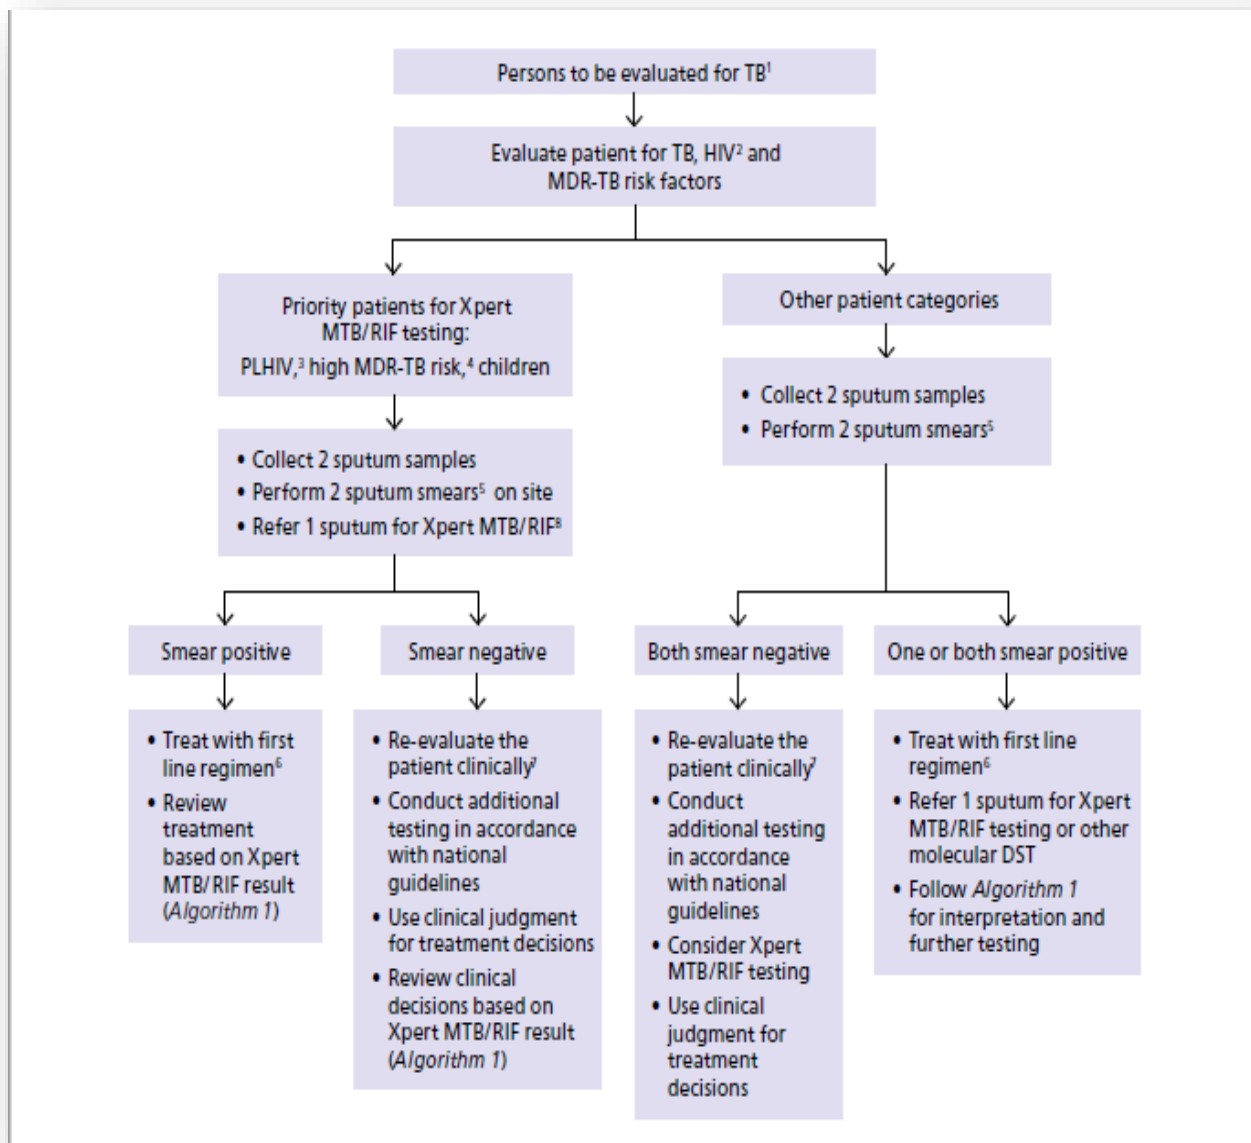 Persons to be evaluated for TB¹
Evaluate patient for TB, HIV² and
MDR-TB risk factors
Priority patients for Xpert
MTB/RIF testing:
PLHIV,³ high MDR-TB risk,⁴ children
• Collect 2 sputum samples
• Perform 2 sputum smears⁵ on site
• Refer 1 sputum for Xpert MTB/RIF⁸
Other patient categories
• Collect 2 sputum samples
• Perform 2 sputum smears⁵
Smear positive
• Treat with first
line regimen⁶
• Review
treatment
based on Xpert
MTB/RIF result
(Algorithm 1)
Smear negative
• Re-evaluate the
patient clinically⁷
• Conduct additional
testing in accordance
with national
guidelines
• Use clinical judgment
for treatment decisions
• Review clinical
decisions based on
Xpert MTB/RIF result
(Algorithm 1)
Both smear negative
• Re-evaluate the
patient clinically⁷
• Conduct
additional testing
in accordance
with national
guidelines
• Consider Xpert
MTB/RIF testing
• Use clinical
judgment for
treatment
decisions
One or both smear positive
• Treat with first line
regimen⁶
• Refer 1 sputum for Xpert
MTB/RIF testing or other
molecular DST
• Follow Algorithm 1
for interpretation and
further testing